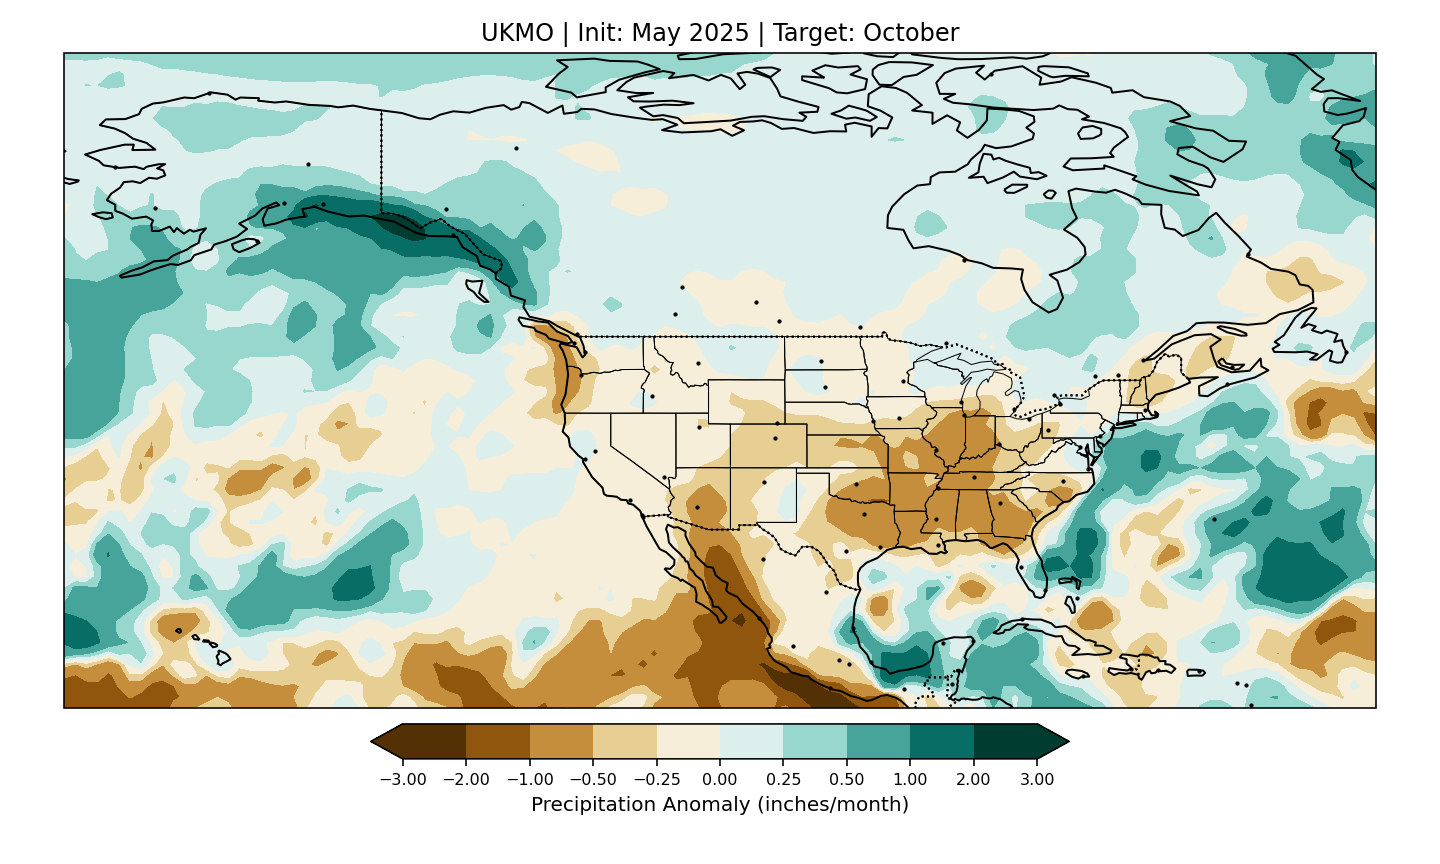 UKMO | Init: May 2025 | Target: October
−3.00 −2.00 −1.00 −0.50 −0.25 0.00 0.25 0.50 1.00 2.00 3.00
Precipitation Anomaly (inches/month)